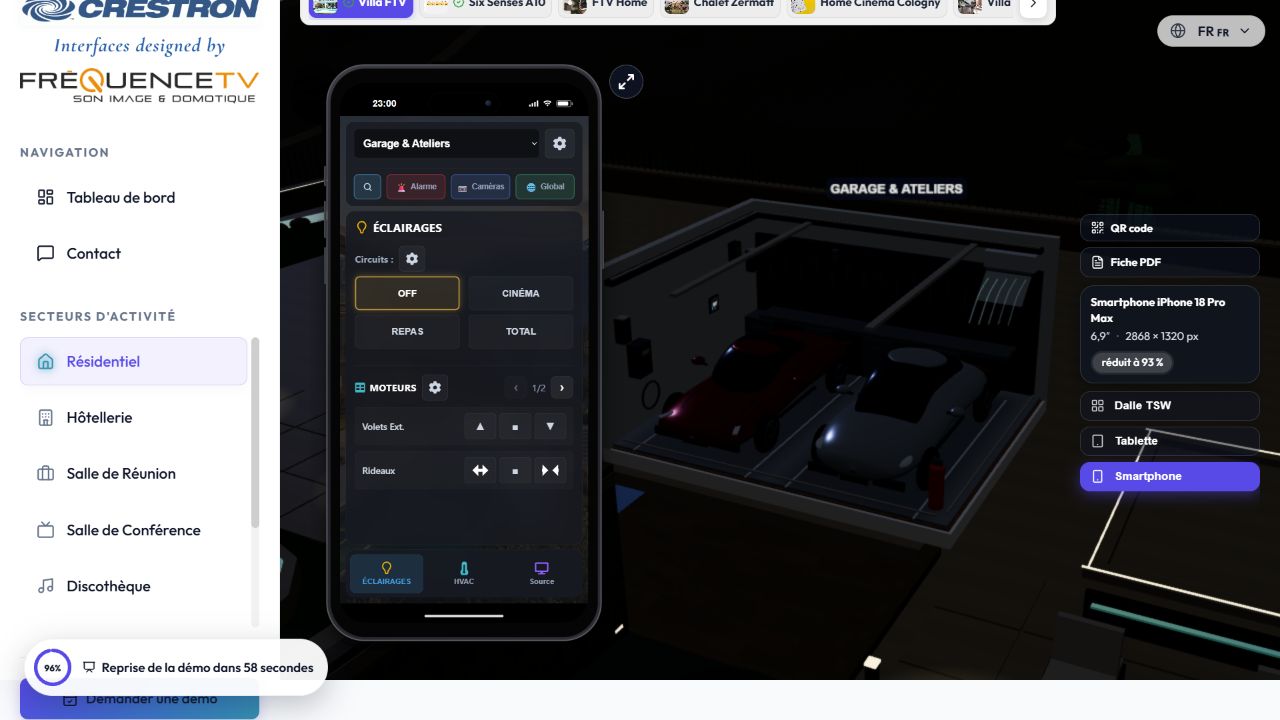 CRESTRON
Interfaces designed by
FREQUENCETV
SON IMAGE & DOMOTIQUE
NAVIGATION
Tableau de bord
Contact
SECTEURS D'ACTIVITÉ
Résidentiel
Hôtellerie
Salle de Réunion
Salle de Conférence
Discothèque
96%
Reprise de la démo dans 58 secondes
Demander une démo
Villa FTV
Six Senses A10
FTV Home
Chalet Zermatt
Home Cinema Cologny
Villa
FR FR
23:00
Garage & Ateliers
Alarme
Caméras
Global
ÉCLAIRAGES
Circuits :
OFF
CINÉMA
REPAS
TOTAL
MOTEURS
1/2
Volets Ext.
Rideaux
ÉCLAIRAGES
HVAC
Source
GARAGE & ATELIERS
QR code
Fiche PDF
Smartphone iPhone 18 Pro
Max
6,9" · 2868 × 1320 px
réduit à 93 %
Dalle TSW
Tablette
Smartphone